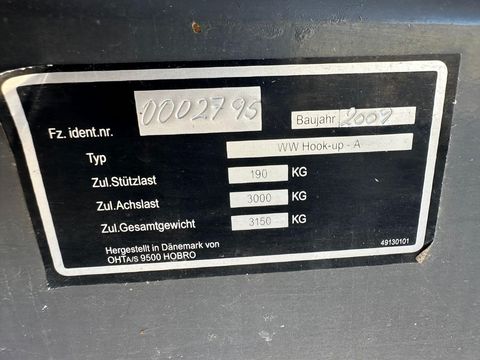 Fz. ident.nr. 0002795 Baujahr 2009
Typ WW Hook-up - A
Zul.Stützlast 190 KG
Zul.Achslast 3000 KG
Zul.Gesamtgewicht 3150 KG
Hergestellt in Dänemark von
OHTA/S 9500 HOBRO
49130101